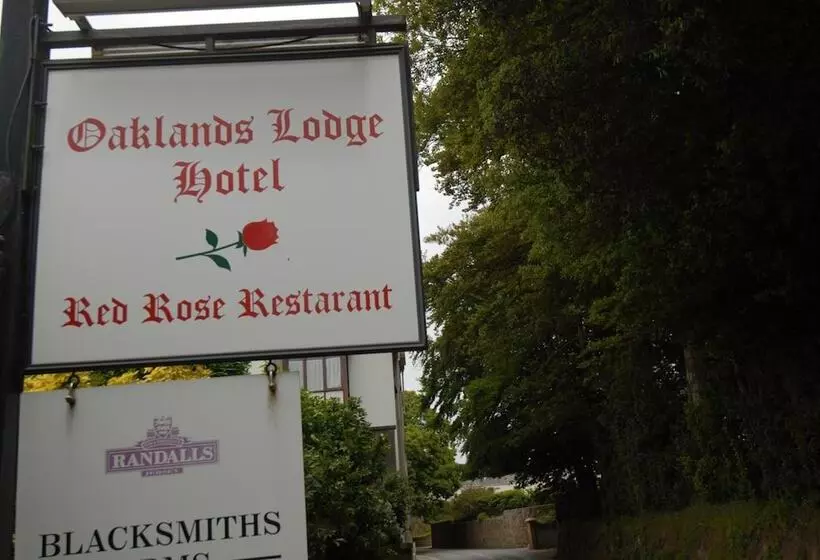 Oaklands Lodge
Hotel
Red Rose Restarant
RANDALLS
BLACKSMITHS